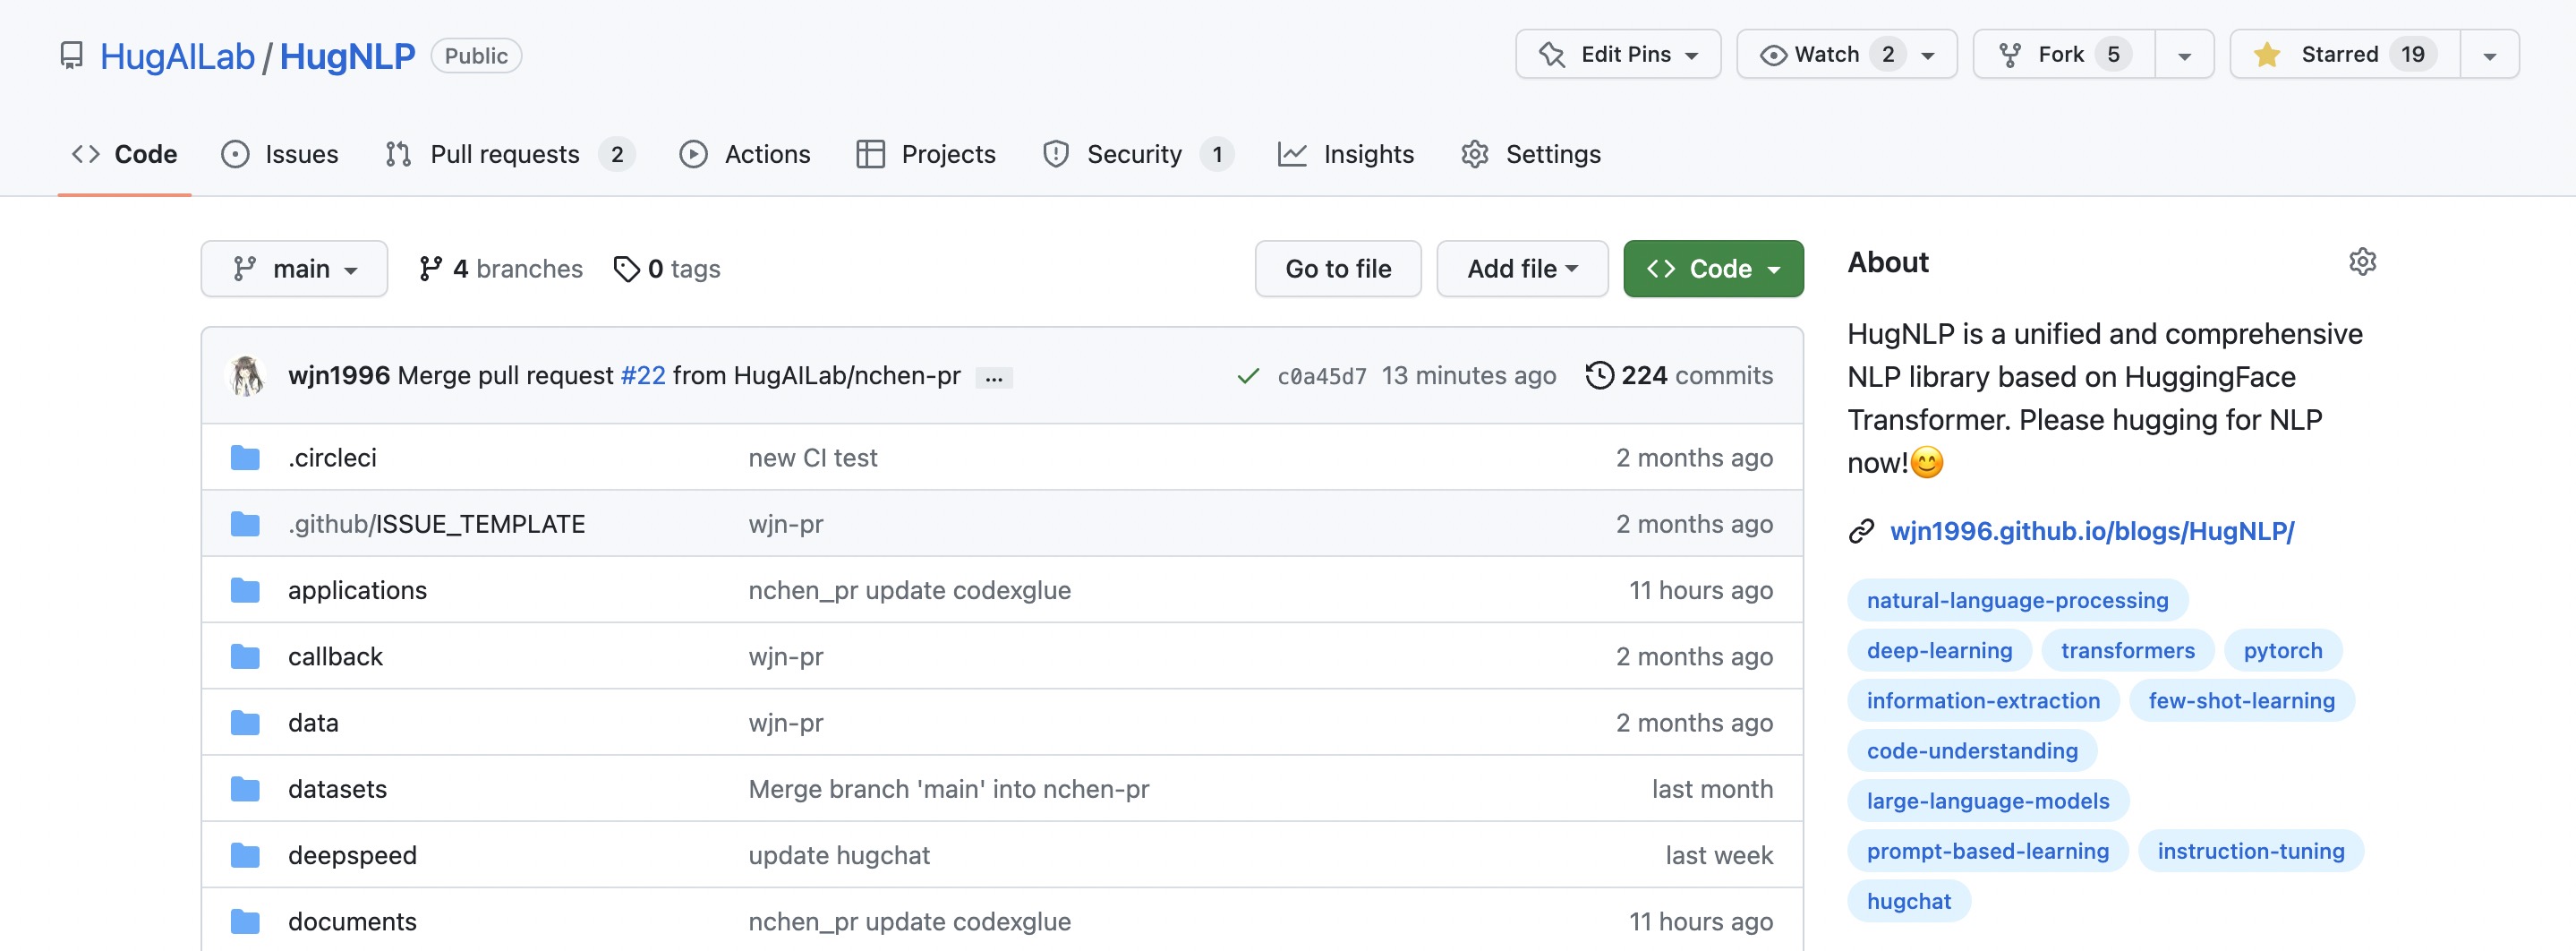 HugAILab / HugNLP Public Edit Pins Watch 2 Fork 5 Starred 19
Code Issues Pull requests 2 Actions Projects Security 1 Insights Settings
main 4 branches 0 tags Go to file Add file Code
wjn1996 Merge pull request #22 from HugAILab/nchen-pr ... c0a45d7 13 minutes ago 224 commits
.circleci new CI test 2 months ago
.github/ISSUE_TEMPLATE wjn-pr 2 months ago
applications nchen_pr update codexglue 11 hours ago
callback wjn-pr 2 months ago
data wjn-pr 2 months ago
datasets Merge branch 'main' into nchen-pr last month
deepspeed update hugchat last week
documents nchen_pr update codexglue 11 hours ago
About
HugNLP is a unified and comprehensive
NLP library based on HuggingFace
Transformer. Please hugging for NLP
now!😊
wjn1996.github.io/blogs/HugNLP/
natural-language-processing
deep-learning transformers pytorch
information-extraction few-shot-learning
code-understanding
large-language-models
prompt-based-learning instruction-tuning
hugchat